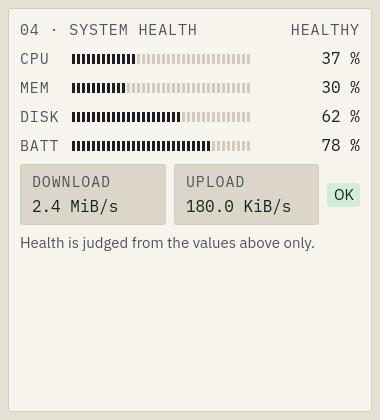 04 · SYSTEM HEALTH HEALTHY
CPU 37 %
MEM 30 %
DISK 62 %
BATT 78 %
DOWNLOAD UPLOAD
2.4 MiB/s 180.0 KiB/s OK
Health is judged from the values above only.